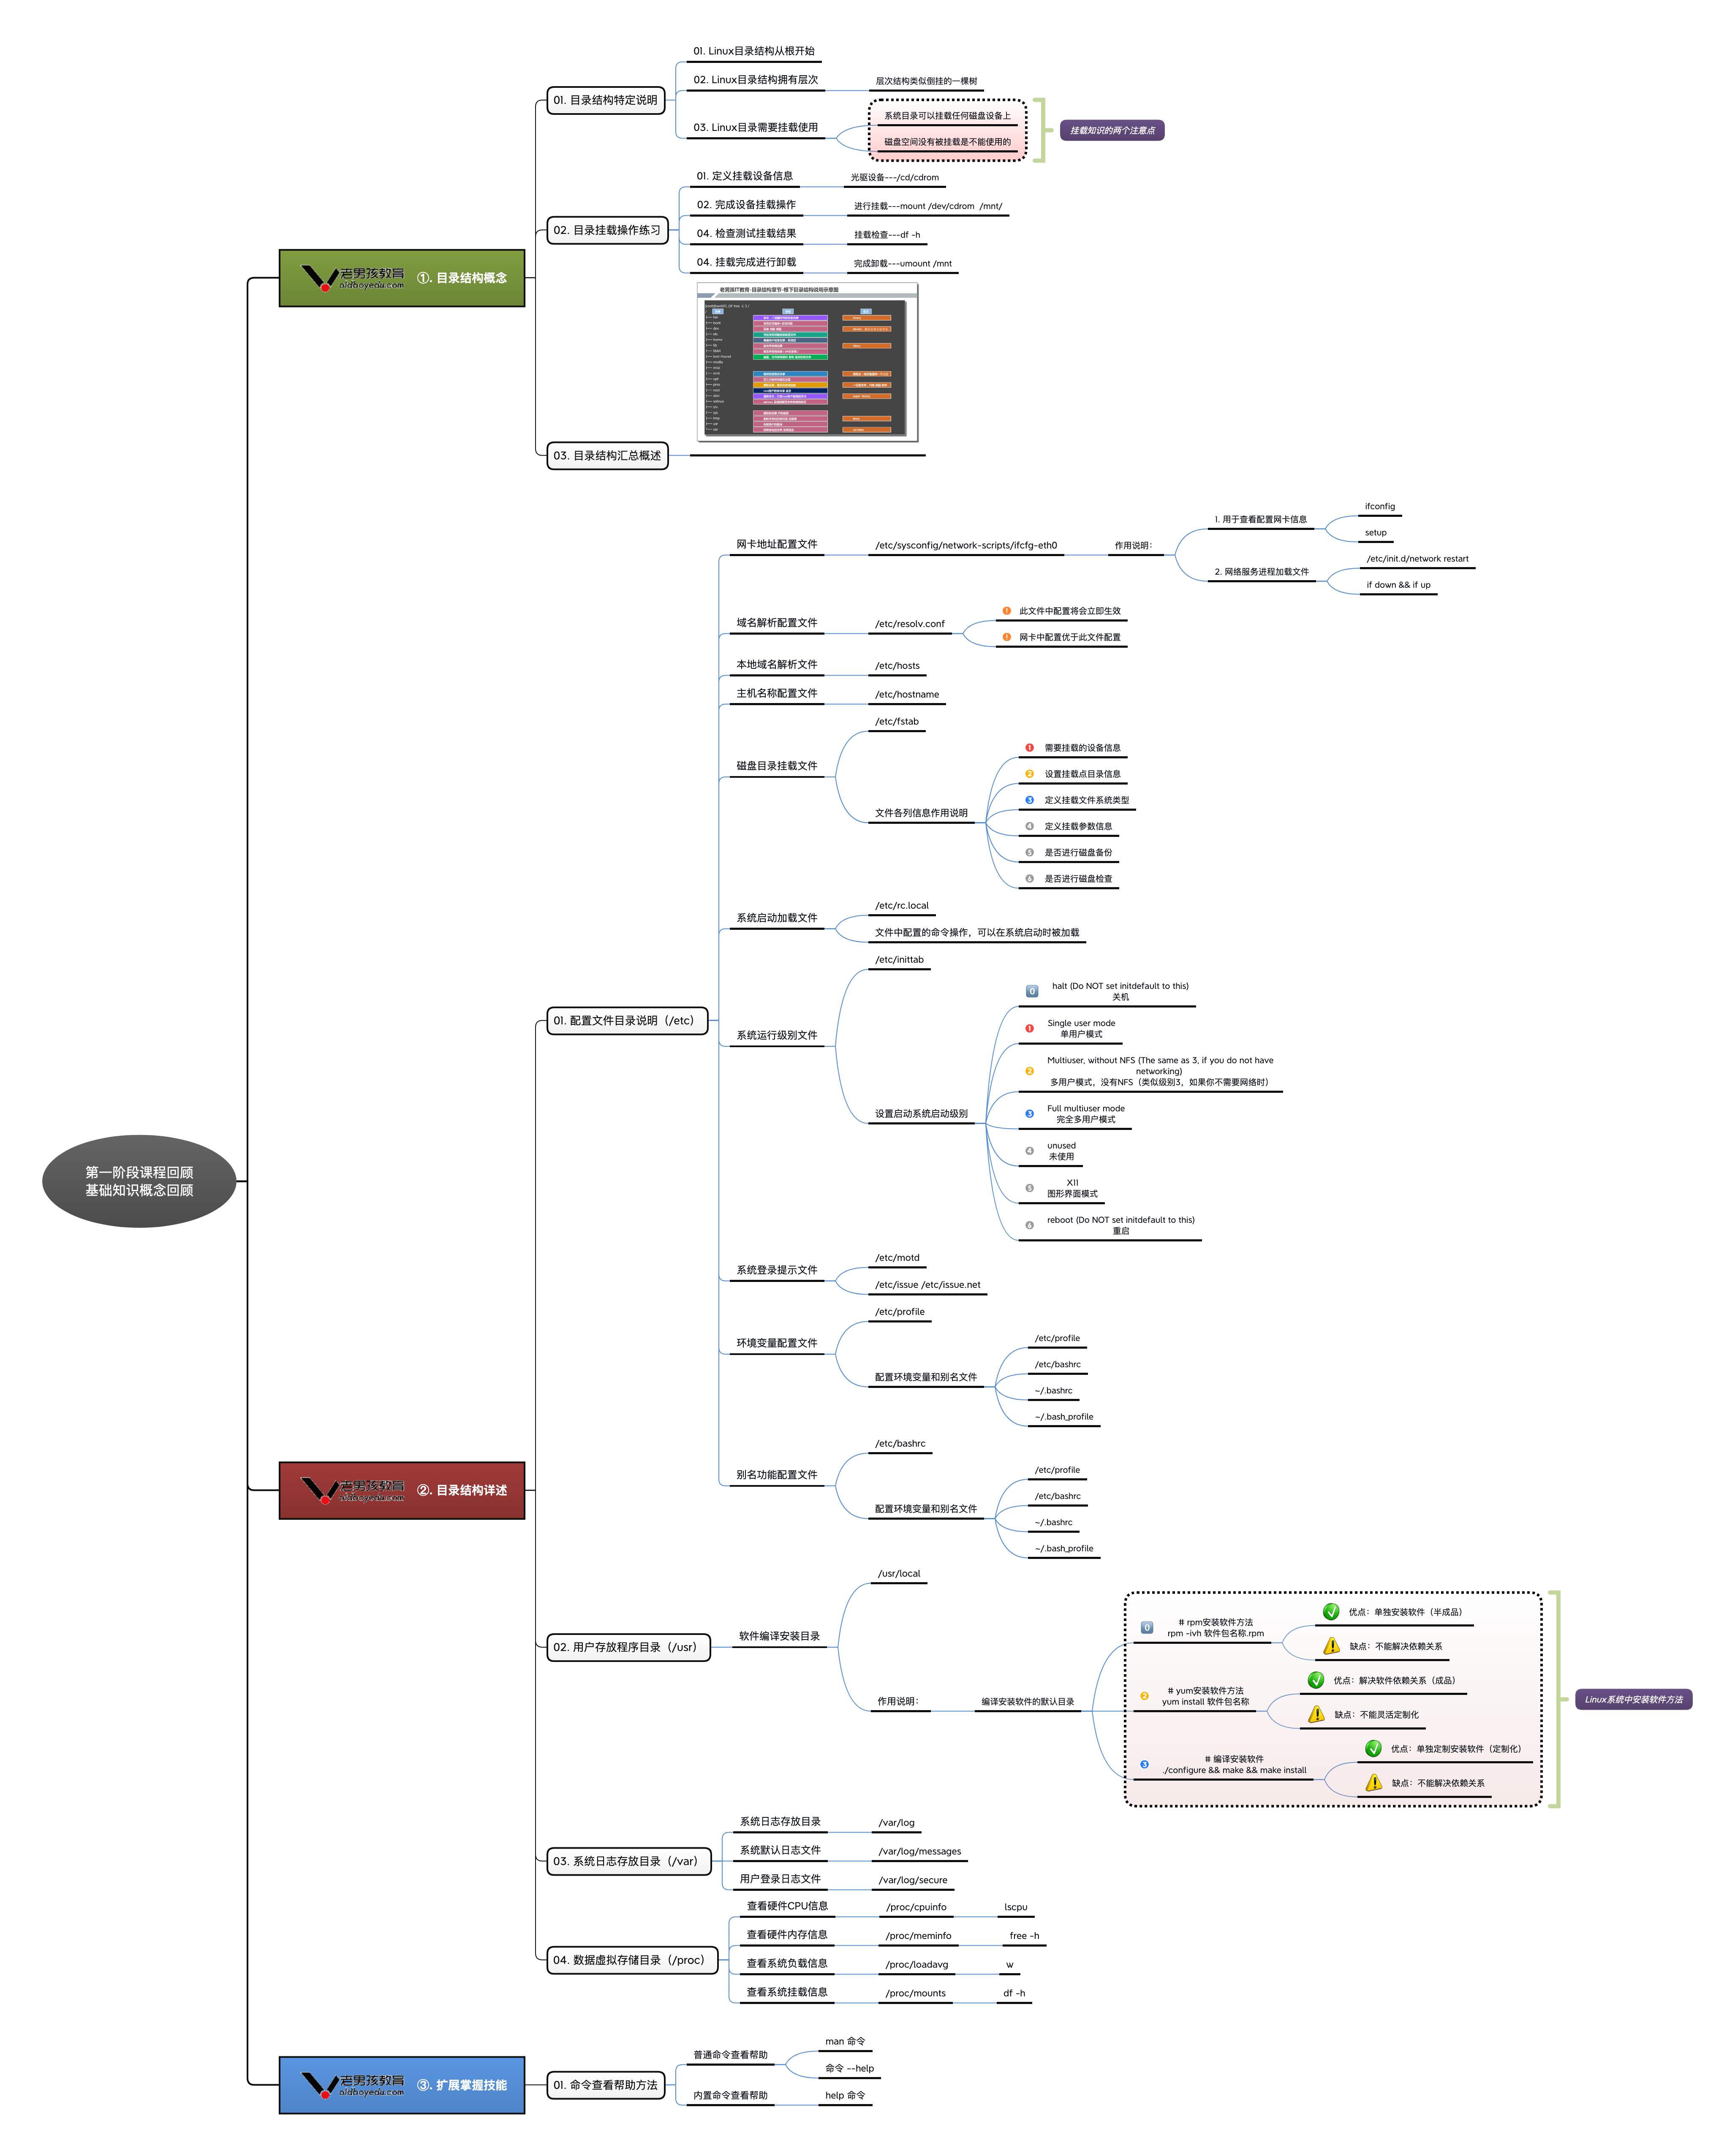 第一阶段课程回顾
基础知识概念回顾
老男孩教育
oldboyedu.com
①. 目录结构概念
01. 目录结构特定说明
01. Linux目录结构从根开始
02. Linux目录结构拥有层次
层次结构类似倒挂的一棵树
03. Linux目录需要挂载使用
系统目录可以挂载任何磁盘设备上
磁盘空间没有被挂载是不能使用的
挂载知识的两个注意点
02. 目录挂载操作练习
01. 定义挂载设备信息
光驱设备---/cd/cdrom
02. 完成设备挂载操作
进行挂载---mount /dev/cdrom /mnt/
04. 检查测试挂载结果
挂载检查---df -h
04. 挂载完成进行卸载
完成卸载---umount /mnt
03. 目录结构汇总概述
老男孩IT教育-目录结构章节-根下目录结构说明示意图
老男孩教育
oldboyedu.com
②. 目录结构详述
01. 配置文件目录说明（/etc）
网卡地址配置文件
/etc/sysconfig/network-scripts/ifcfg-eth0
作用说明：
1. 用于查看配置网卡信息
ifconfig
setup
2. 网络服务进程加载文件
/etc/init.d/network restart
if down && if up
域名解析配置文件
/etc/resolv.conf
此文件中配置将会立即生效
网卡中配置优于此文件配置
本地域名解析文件
/etc/hosts
主机名称配置文件
/etc/hostname
磁盘目录挂载文件
/etc/fstab
文件各列信息作用说明
1 需要挂载的设备信息
2 设置挂载点目录信息
3 定义挂载文件系统类型
4 定义挂载参数信息
5 是否进行磁盘备份
6 是否进行磁盘检查
系统启动加载文件
/etc/rc.local
文件中配置的命令操作，可以在系统启动时被加载
系统运行级别文件
/etc/inittab
设置启动系统启动级别
0 halt (Do NOT set initdefault to this)
关机
1 Single user mode
单用户模式
2 Multiuser, without NFS (The same as 3, if you do not have
networking)
多用户模式，没有NFS（类似级别3，如果你不需要网络时）
3 Full multiuser mode
完全多用户模式
4 unused
未使用
5 X11
图形界面模式
6 reboot (Do NOT set initdefault to this)
重启
系统登录提示文件
/etc/motd
/etc/issue /etc/issue.net
环境变量配置文件
/etc/profile
配置环境变量和别名文件
/etc/profile
/etc/bashrc
~/.bashrc
~/.bash_profile
别名功能配置文件
/etc/bashrc
配置环境变量和别名文件
/etc/profile
/etc/bashrc
~/.bashrc
~/.bash_profile
02. 用户存放程序目录（/usr）
软件编译安装目录
/usr/local
作用说明：
编译安装软件的默认目录
0 # rpm安装软件方法
rpm -ivh 软件包名称.rpm
优点：单独安装软件（半成品）
缺点：不能解决依赖关系
2 # yum安装软件方法
yum install 软件包名称
优点：解决软件依赖关系（成品）
缺点：不能灵活定制化
3 # 编译安装软件
./configure && make && make install
优点：单独定制安装软件（定制化）
缺点：不能解决依赖关系
Linux系统中安装软件方法
03. 系统日志存放目录（/var）
系统日志存放目录
/var/log
系统默认日志文件
/var/log/messages
用户登录日志文件
/var/log/secure
04. 数据虚拟存储目录（/proc）
查看硬件CPU信息
/proc/cpuinfo
lscpu
查看硬件内存信息
/proc/meminfo
free -h
查看系统负载信息
/proc/loadavg
w
查看系统挂载信息
/proc/mounts
df -h
老男孩教育
oldboyedu.com
③. 扩展掌握技能
01. 命令查看帮助方法
普通命令查看帮助
man 命令
命令 --help
内置命令查看帮助
help 命令